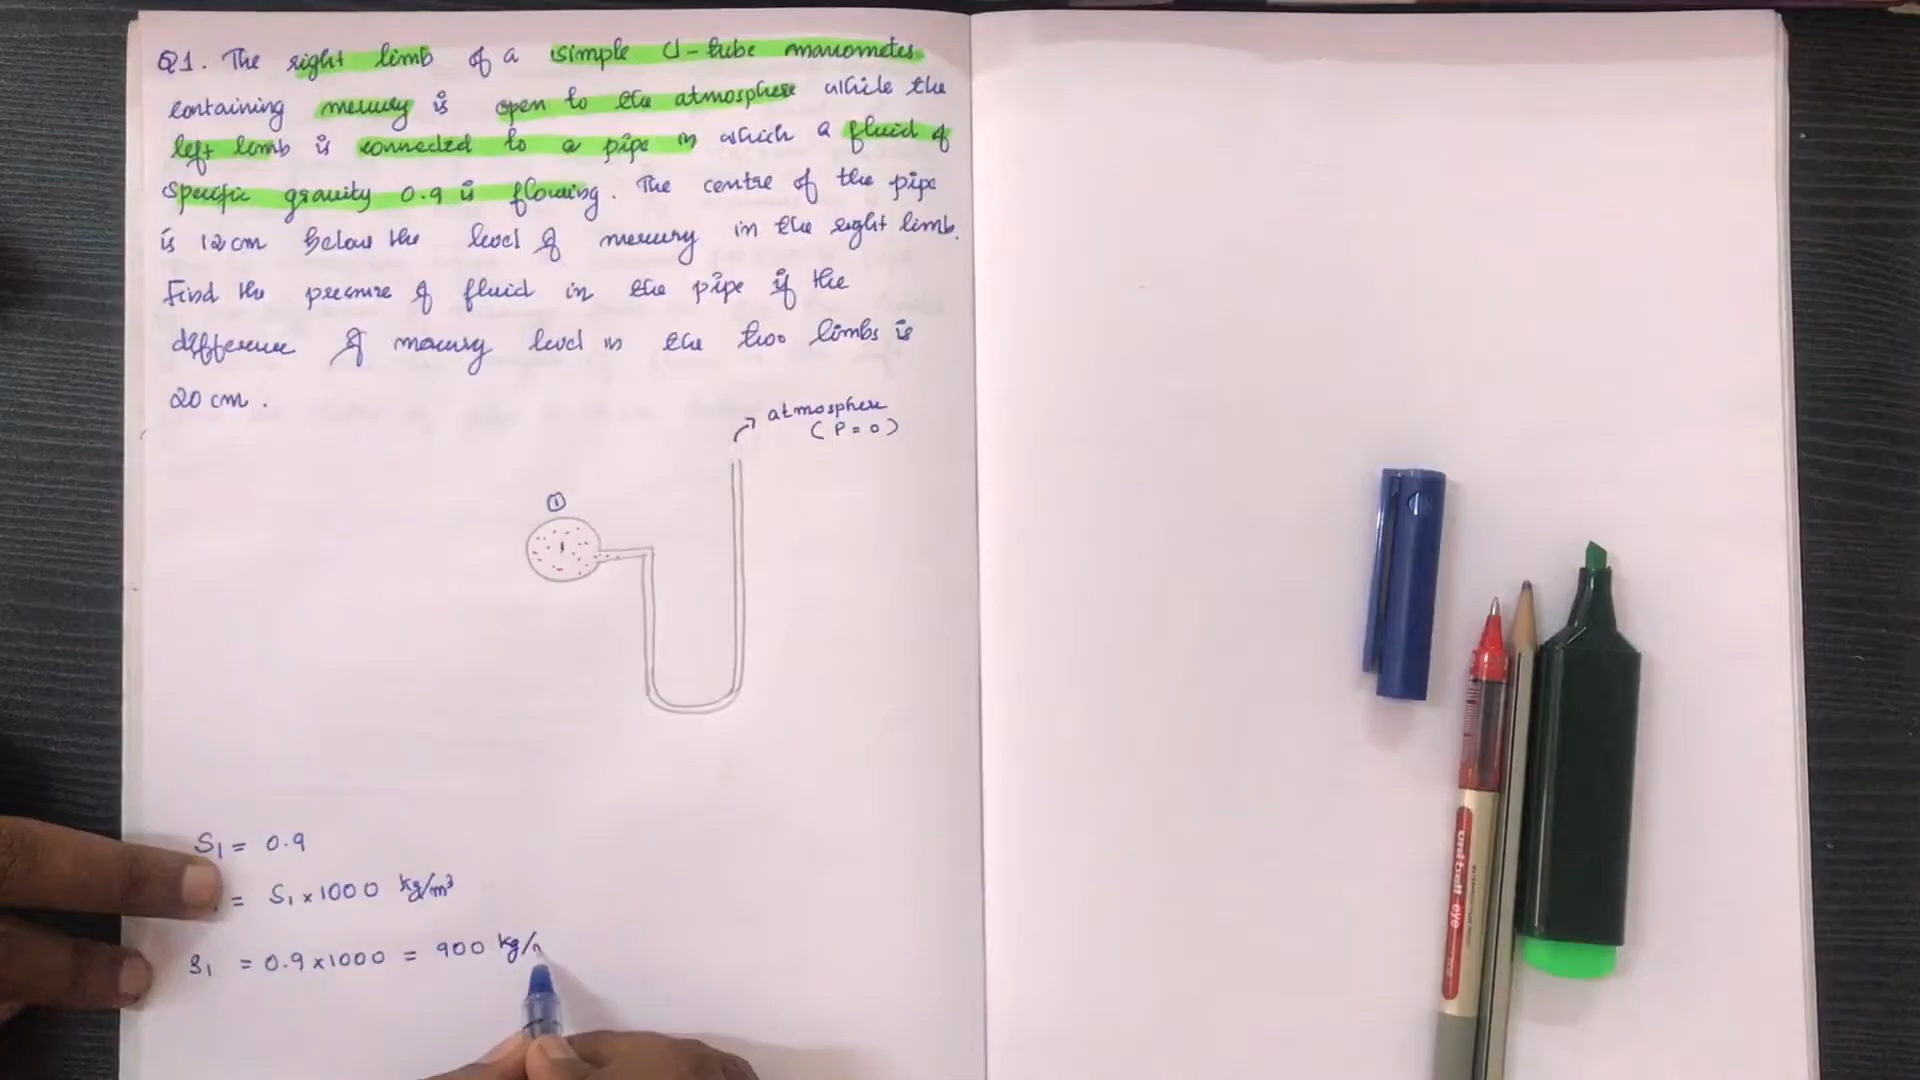 Q1. The right limb of a simple U-tube manometer
containing mercury is open to the atmosphere while the
left limb is connected to a pipe in which a fluid of
specific gravity 0.9 is flowing. The centre of the pipe
is 12 cm below the level of mercury in the right limb.
Find the pressure of fluid in the pipe if the
difference of mercury level in the two limbs is
20 cm.
atmosphere
(P=0)
1
S₁ = 0.9
= S₁ × 1000 kg/m³
S₁ = 0.9 × 1000 = 900 kg/
uni-ball eye